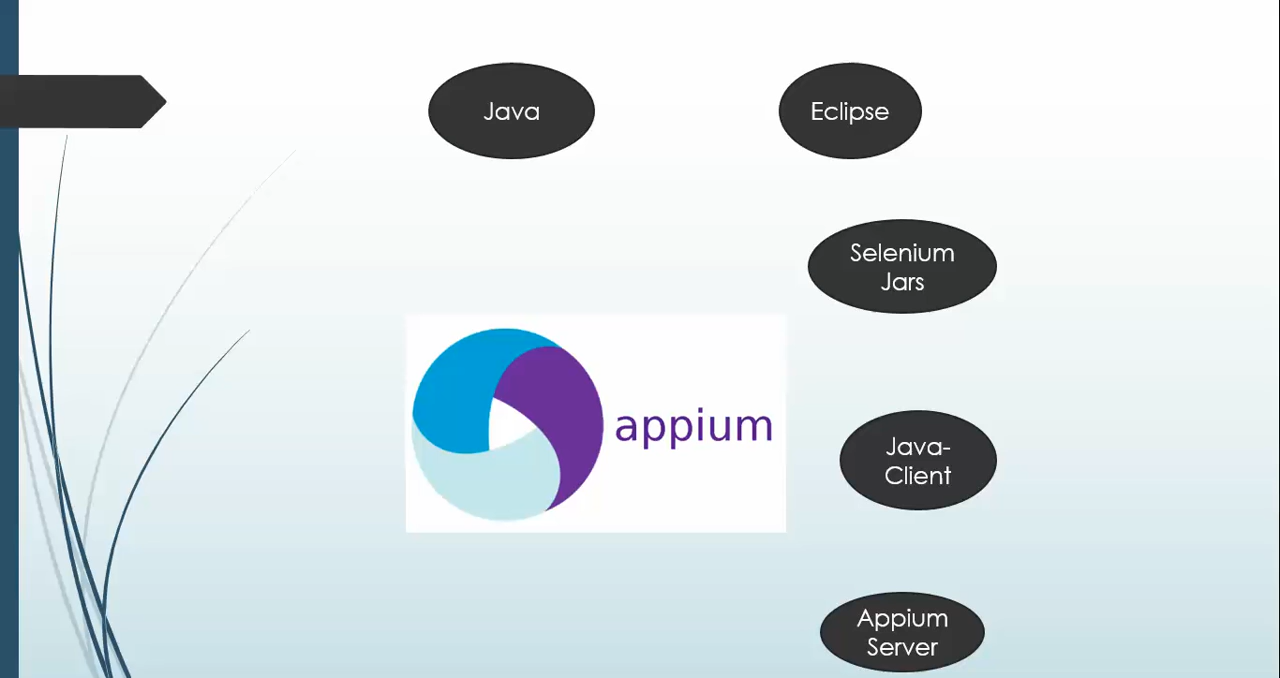 Java
Eclipse
Selenium
Jars
appium
Java-
Client
Appium
Server